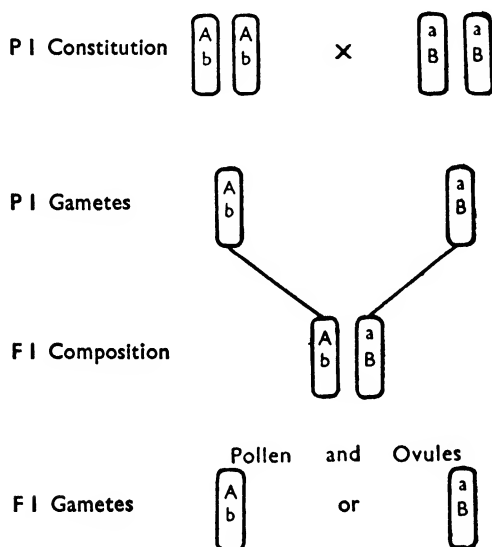 P I Constitution
A A × a a
b b B B
P I Gametes
A a
b B
F I Composition
A a
b B
Pollen and Ovules
F I Gametes
A or a
b B